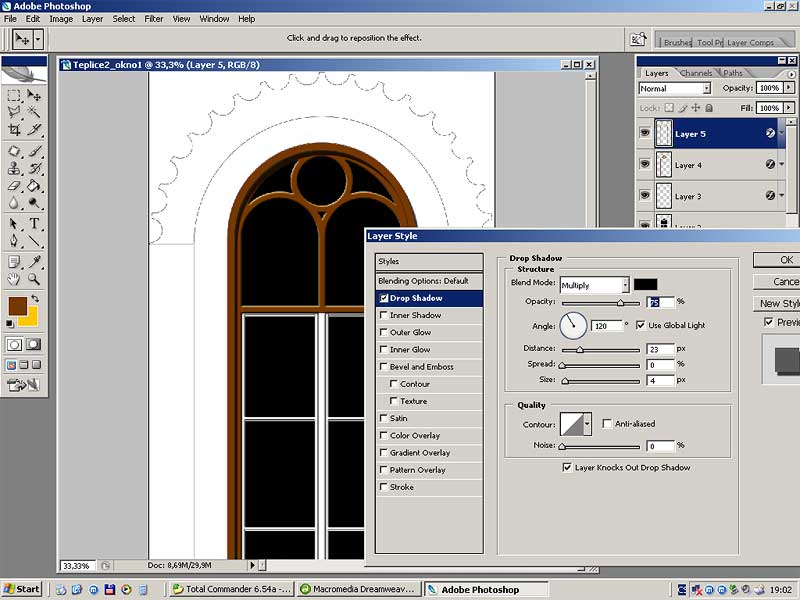 Adobe Photoshop
File Edit Image Layer Select Filter View Window Help
Click and drag to reposition the effect.
Brushes Tool Pr Layer Comps
Teplice2_okno1 @ 33,3% (Layer 5, RGB/8)
Layers Channels Paths
Normal Opacity: 100%
Lock: Fill: 100%
Layer 5
Layer 4
Layer 3
Layer 2
Layer Style
Styles
Blending Options: Default
Drop Shadow
Inner Shadow
Outer Glow
Inner Glow
Bevel and Emboss
Contour
Texture
Satin
Color Overlay
Gradient Overlay
Pattern Overlay
Stroke
Drop Shadow
Structure
Blend Mode: Multiply
Opacity: 75 %
Angle: 120 ° Use Global Light
Distance: 23 px
Spread: 0 %
Size: 4 px
Quality
Contour: Anti-aliased
Noise: 0 %
Layer Knocks Out Drop Shadow
OK
Cance
New Style
Previe
33,33% Doc: 8,69M/29,9M
Start Total Commander 6.54a -... Macromedia Dreamweav... Adobe Photoshop CS 19:02